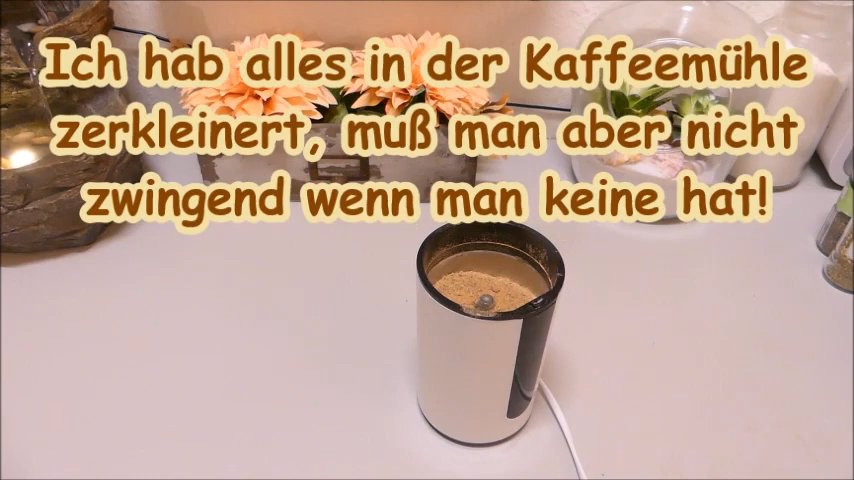 Ich hab alles in der Kaffeemühle
zerkleinert, muß man aber nicht
zwingend wenn man keine hat!